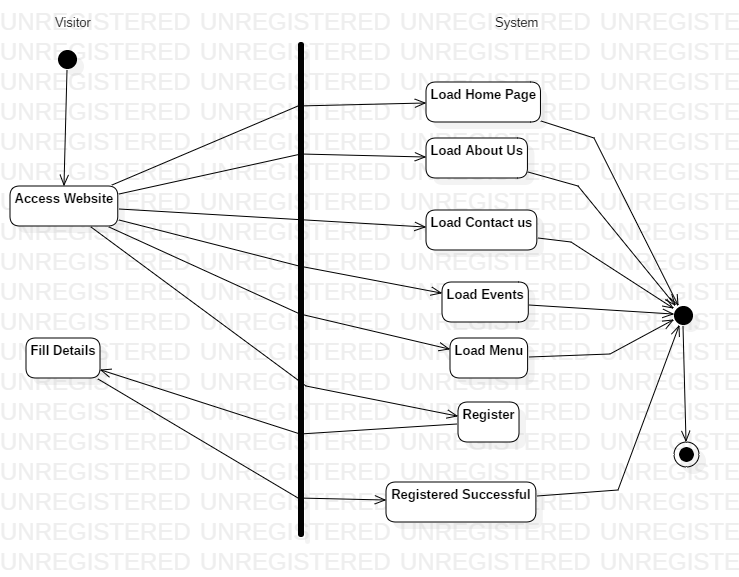 Visitor
System
Load Home Page
Load About Us
Access Website
Load Contact us
Load Events
Fill Details
Load Menu
Register
Registered Successful
UNREGISTERED UNREGISTERED UNREGISTERED UNREGISTE